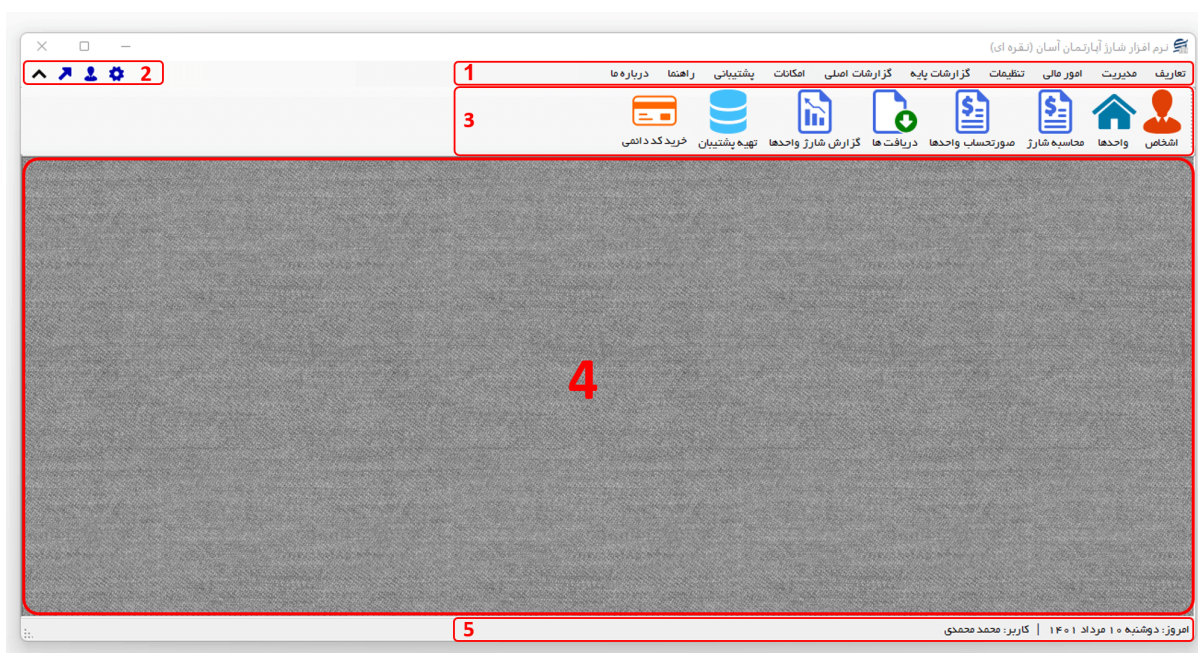 نرم افزار شارژ آپارتمان آسان (نقره ای)
تعاریف مدیریت امور مالی تنظیمات گزارشات پایه گزارشات اصلی امکانات پشتیبانی راهنما درباره ما 1
2
3
اشخاص واحدها محاسبه شارژ صورتحساب واحدها دریافت ها گزارش شارژ واحدها تهیه پشتیبان خرید کد دائمی
4
امروز: دوشنبه ۱۰ مرداد ۱۴۰۱ | کاربر: محمد محمدی 5